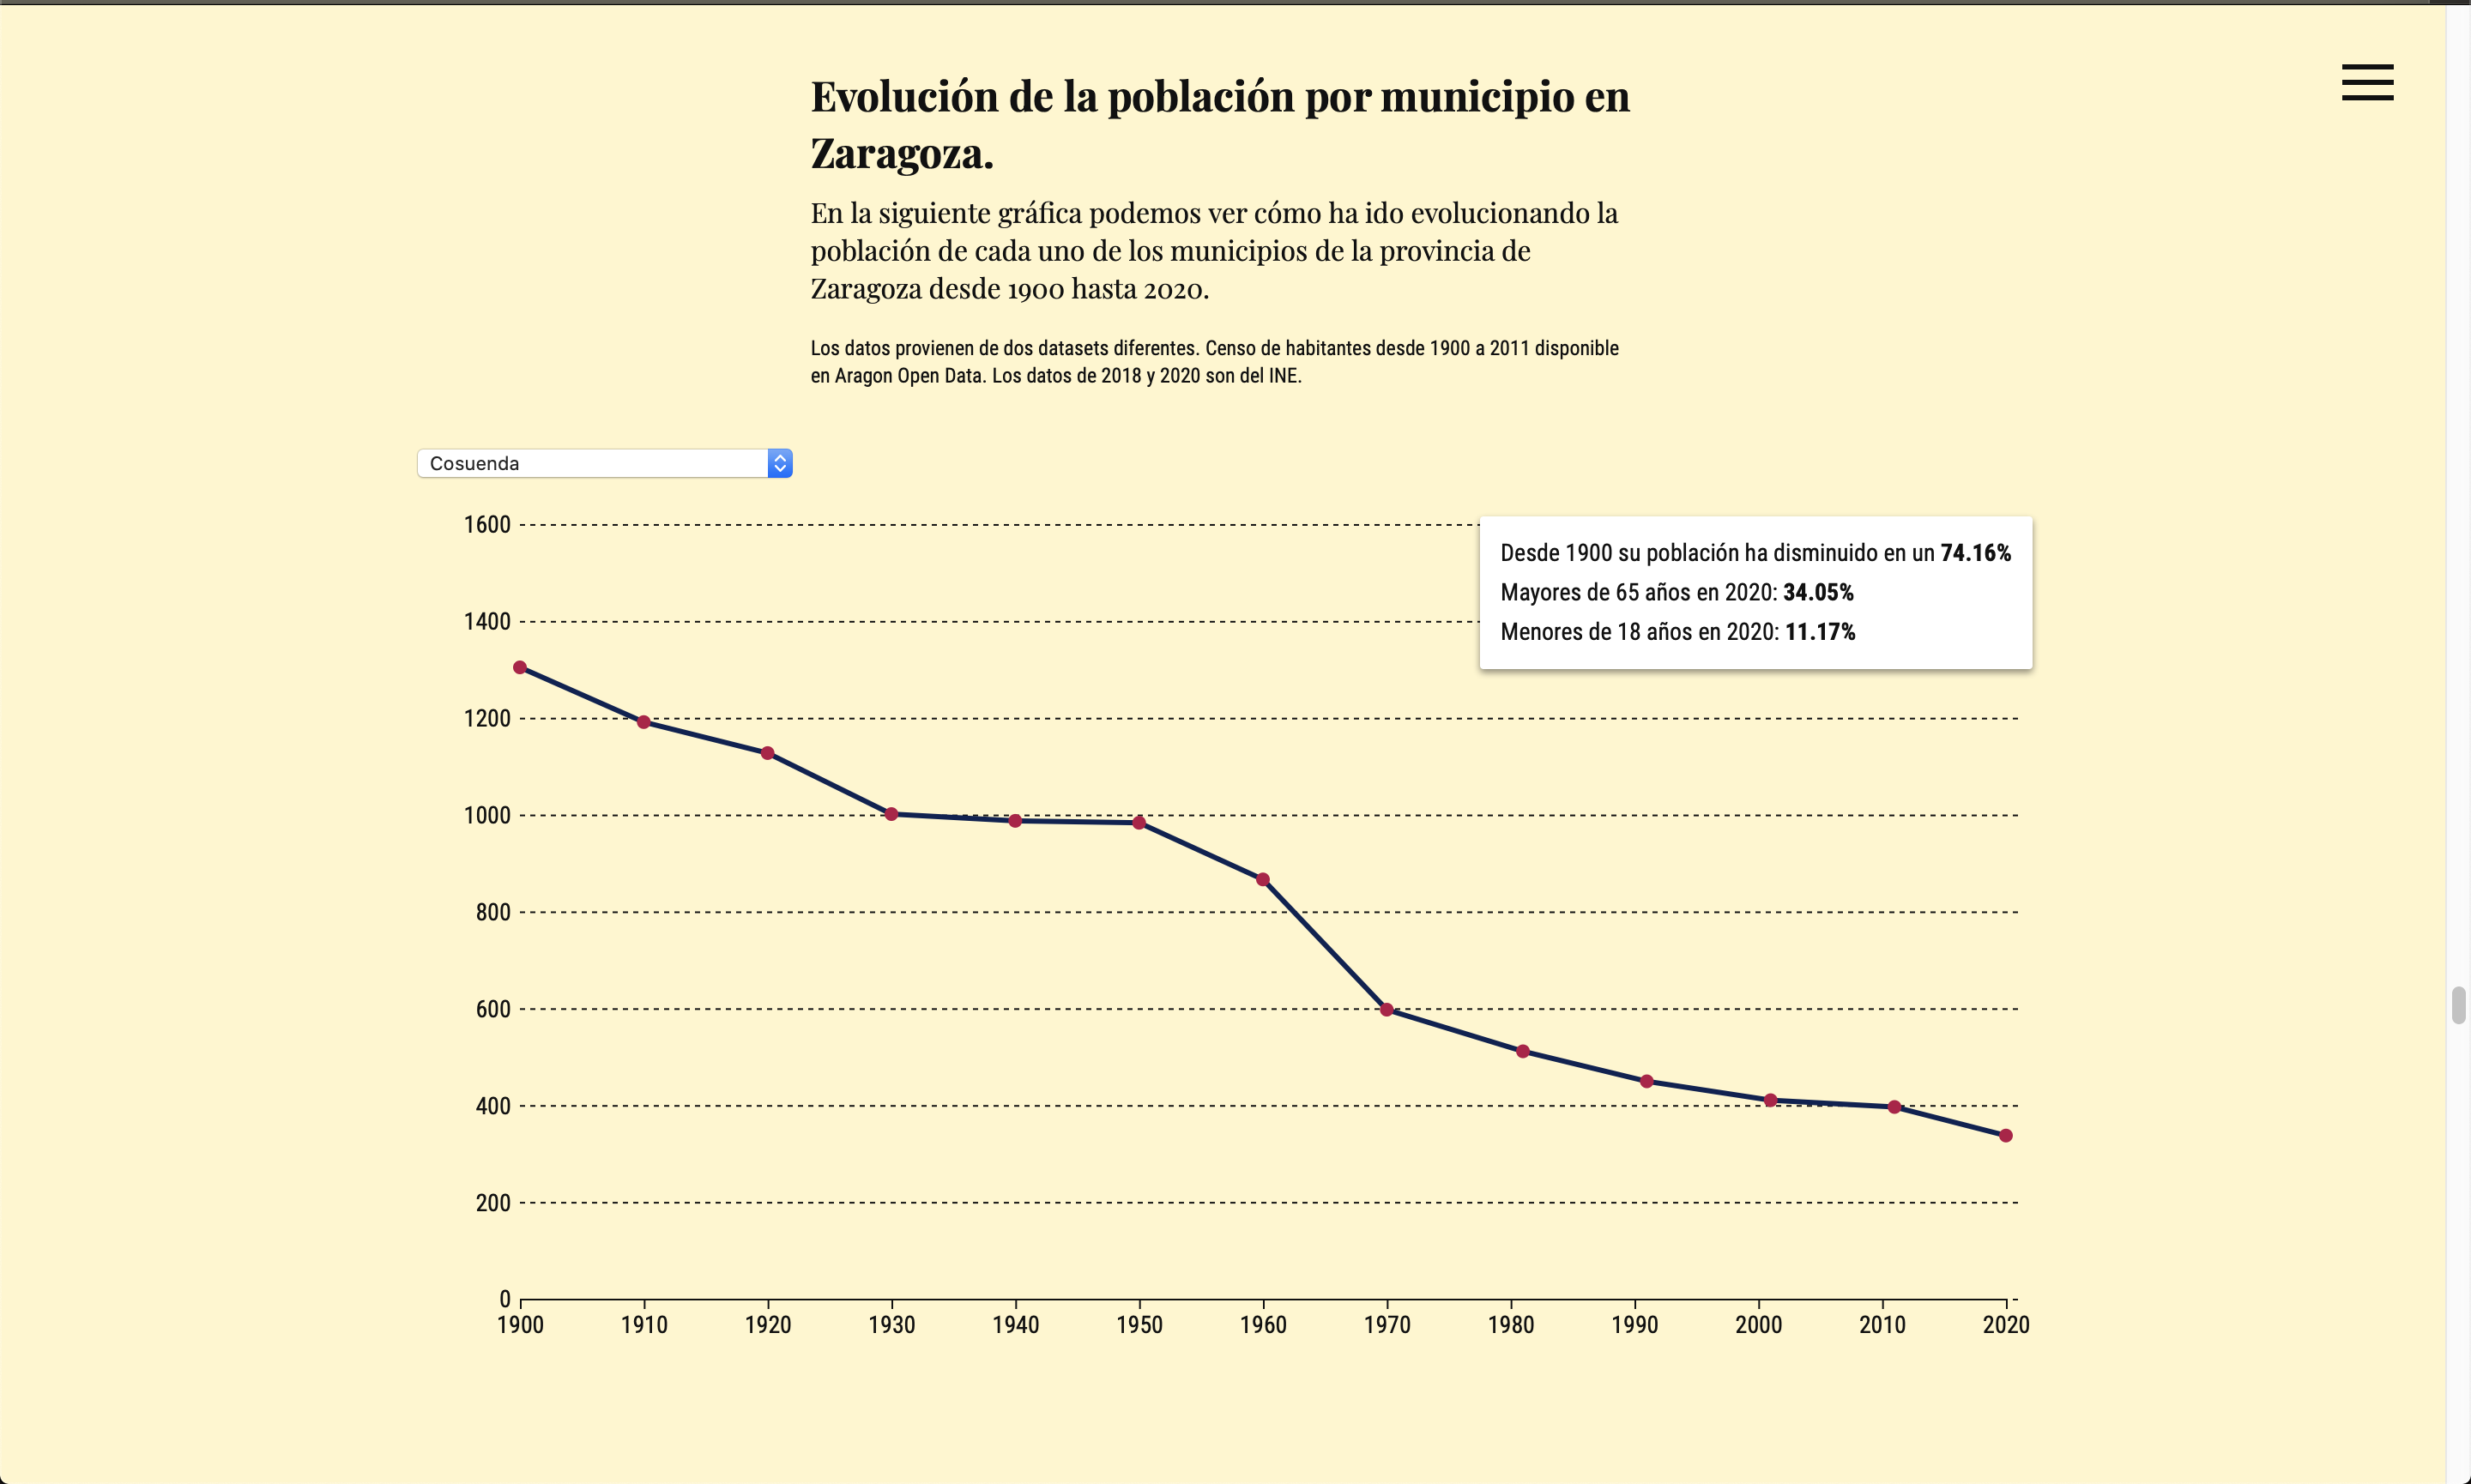 Evolución de la población por municipio en
Zaragoza.
En la siguiente gráfica podemos ver cómo ha ido evolucionando la
población de cada uno de los municipios de la provincia de
Zaragoza desde 1900 hasta 2020.
Los datos provienen de dos datasets diferentes. Censo de habitantes desde 1900 a 2011 disponible
en Aragon Open Data. Los datos de 2018 y 2020 son del INE.
Cosuenda
Desde 1900 su población ha disminuido en un 74.16%
Mayores de 65 años en 2020: 34.05%
Menores de 18 años en 2020: 11.17%
1600
1400
1200
1000
800
600
400
200
0
1900 1910 1920 1930 1940 1950 1960 1970 1980 1990 2000 2010 2020